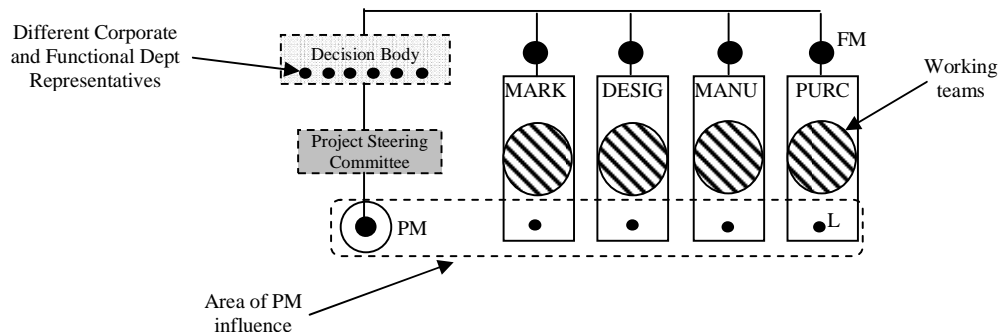 Different Corporate
and Functional Dept
Representatives
Decision Body
FM
Working
teams
MARK
DESIG
MANU
PURC
Project Steering
Committee
PM
L
Area of PM
influence